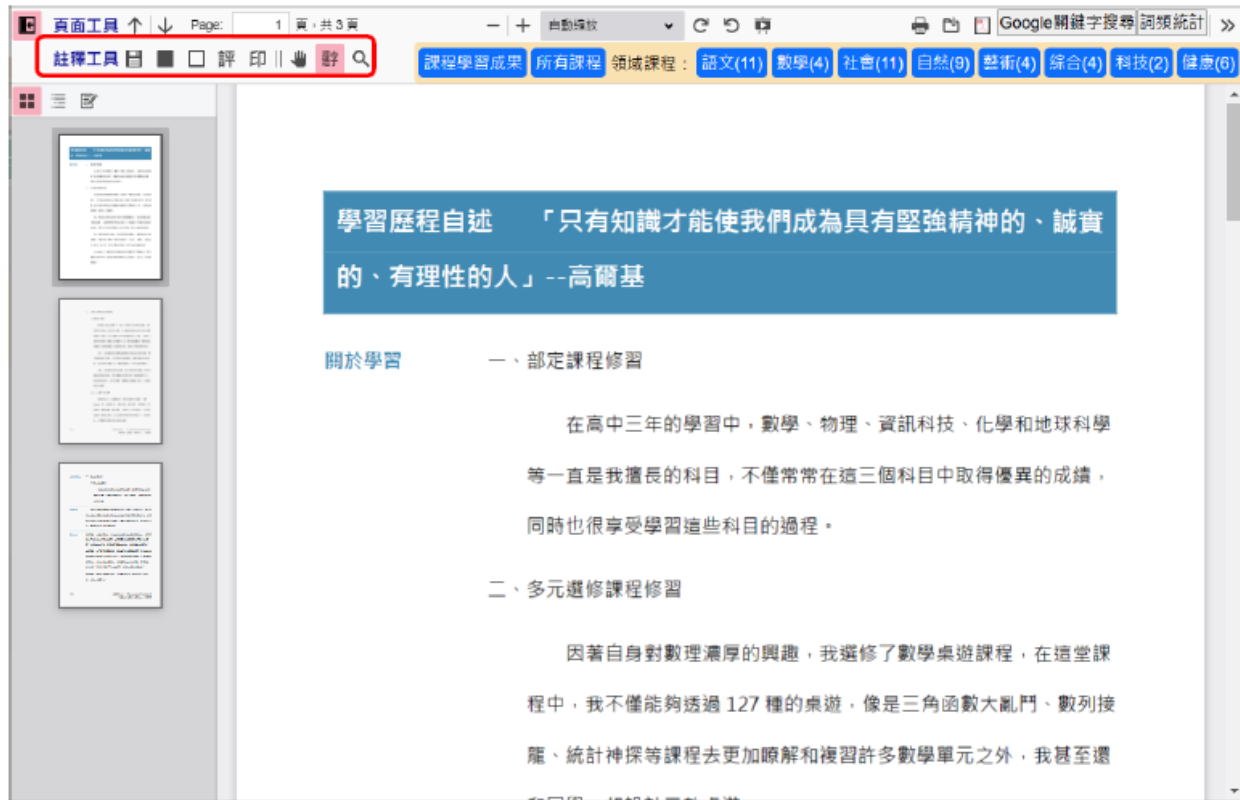 頁面工具 Page: 1 頁，共3頁 自動縮放 Google關鍵字搜尋 詞頻統計
註釋工具 評 印 課程學習成果 所有課程 領域課程： 語文(11) 數學(4) 社會(11) 自然(9) 藝術(4) 綜合(4) 科技(2) 健康(6)
學習歷程自述 「只有知識才能使我們成為具有堅強精神的、誠實
的、有理性的人」--高爾基
關於學習 一、部定課程修習
在高中三年的學習中，數學、物理、資訊科技、化學和地球科學
等一直是我擅長的科目，不僅常常在這三個科目中取得優異的成績，
同時也很享受學習這些科目的過程。
二、多元選修課程修習
因著自身對數理濃厚的興趣，我選修了數學桌遊課程，在這堂課
程中，我不僅能夠透過 127 種的桌遊，像是三角函數大亂鬥、數列接
龍、統計神探等課程去更加瞭解和複習許多數學單元之外，我甚至還